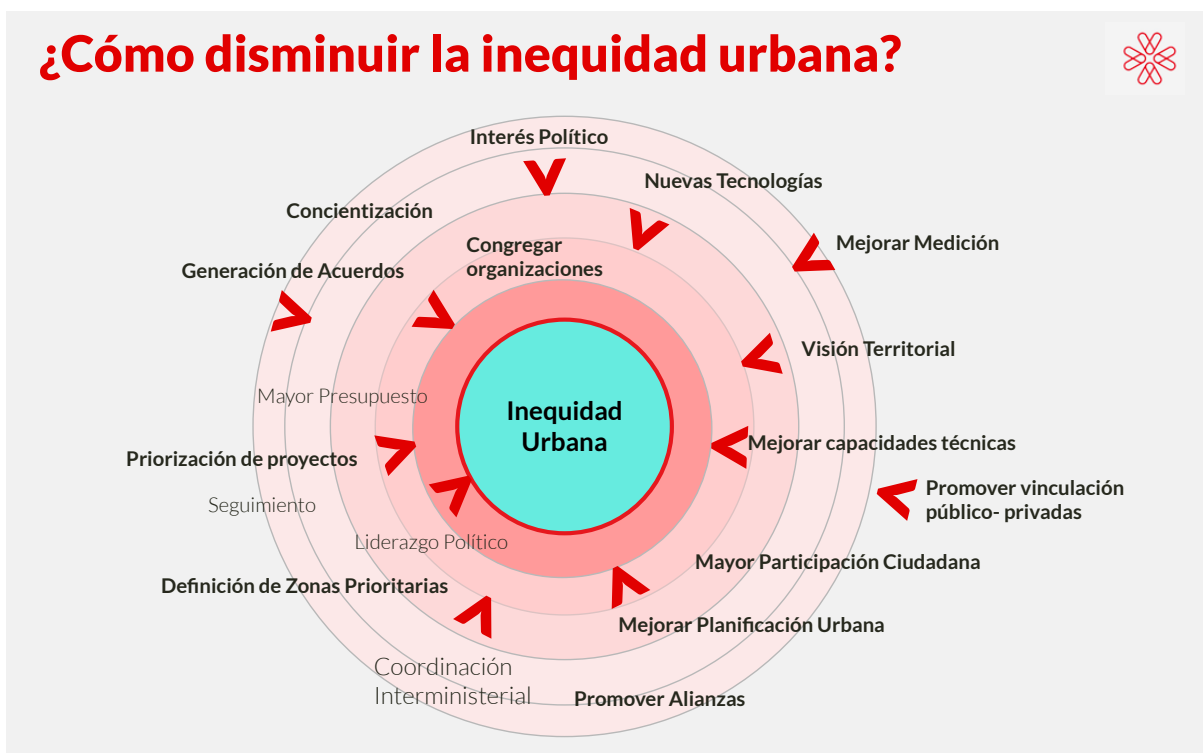 ¿Cómo disminuir la inequidad urbana?
Interés Político
Nuevas Tecnologías
Concientización
Mejorar Medición
Congregar
organizaciones
Generación de Acuerdos
Visión Territorial
Mayor Presupuesto
Inequidad
Urbana
Mejorar capacidades técnicas
Priorización de proyectos
Promover vinculación
público- privadas
Seguimiento
Liderazgo Político
Mayor Participación Ciudadana
Definición de Zonas Prioritarias
Mejorar Planificación Urbana
Coordinación
Interministerial
Promover Alianzas